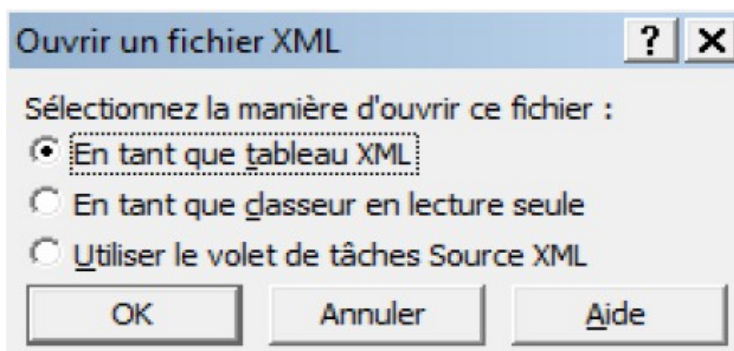 Ouvrir un fichier XML
Sélectionnez la manière d'ouvrir ce fichier :
En tant que tableau XML
En tant que classeur en lecture seule
Utiliser le volet de tâches Source XML
OK Annuler Aide